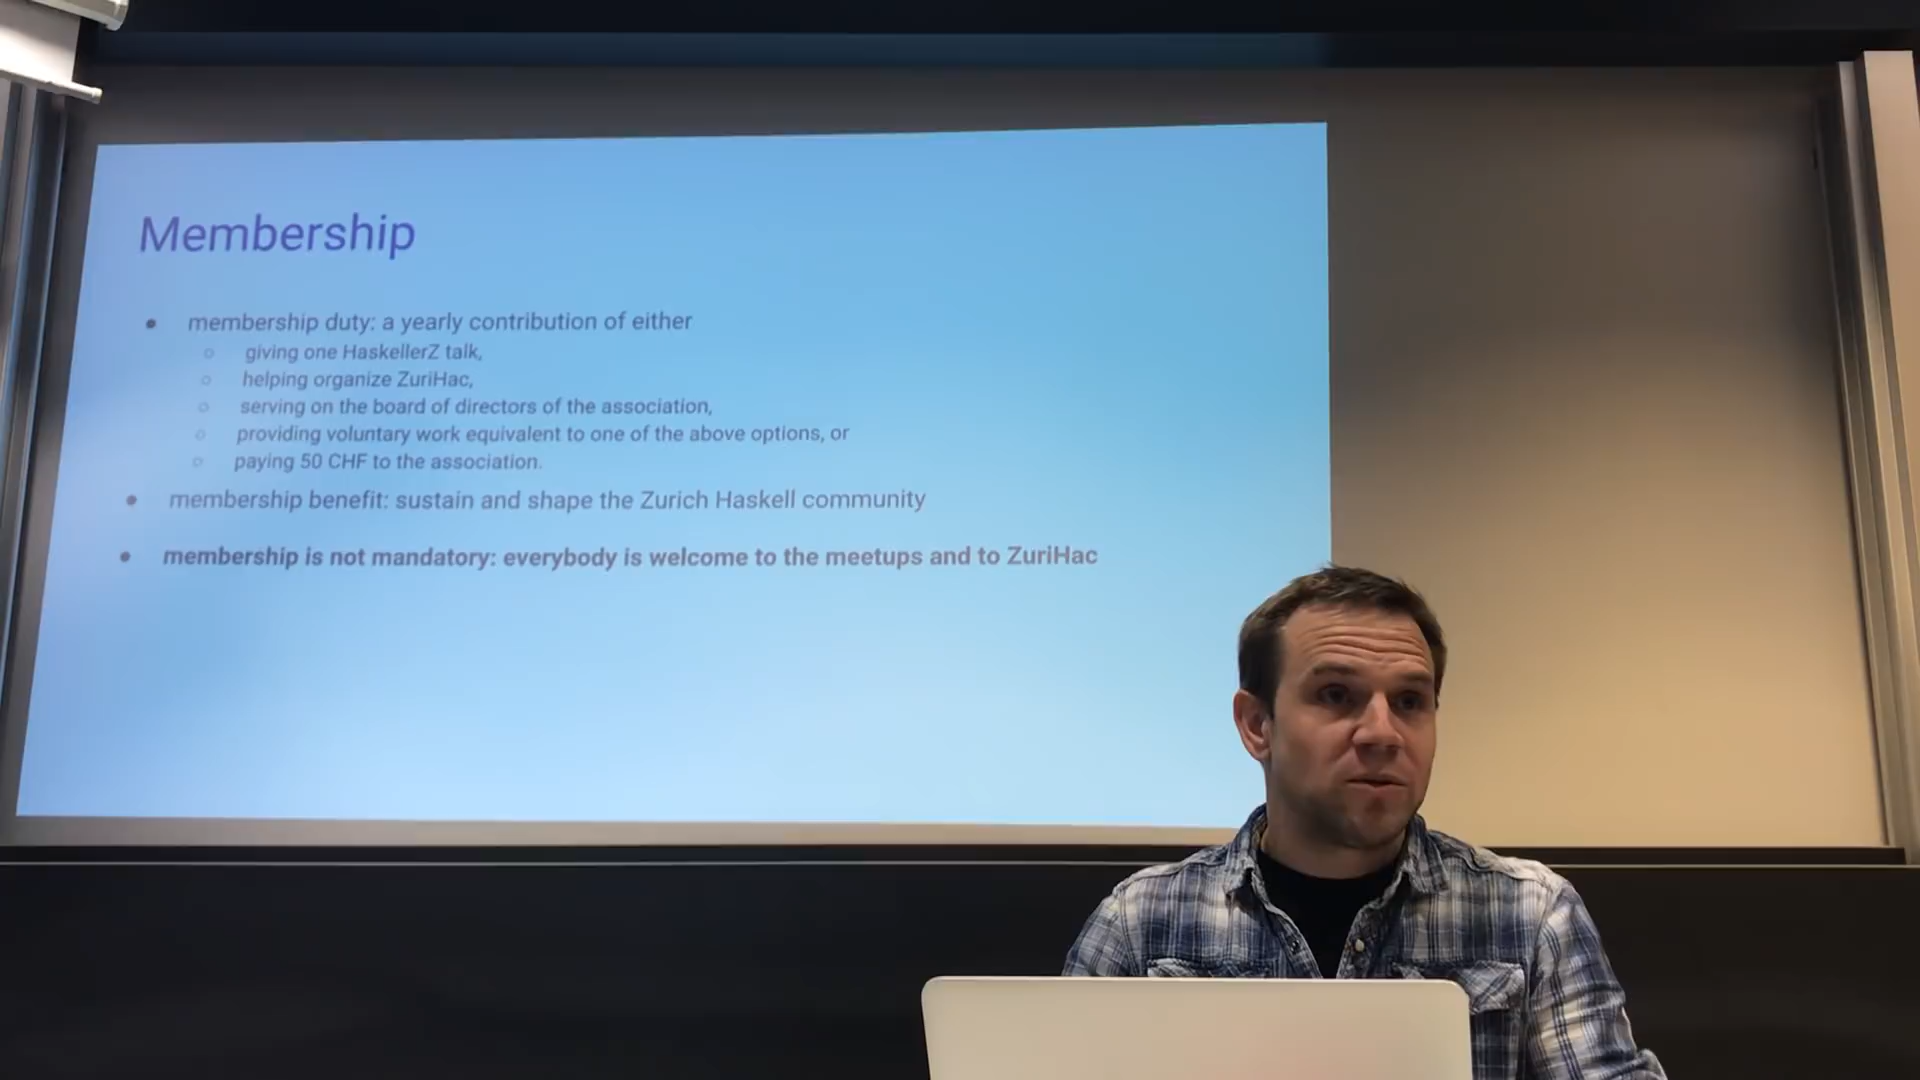 Membership
membership duty: a yearly contribution of either
giving one HaskellerZ talk,
helping organize ZuriHac,
serving on the board of directors of the association,
providing voluntary work equivalent to one of the above options, or
paying 50 CHF to the association.
membership benefit: sustain and shape the Zurich Haskell community
membership is not mandatory: everybody is welcome to the meetups and to ZuriHac